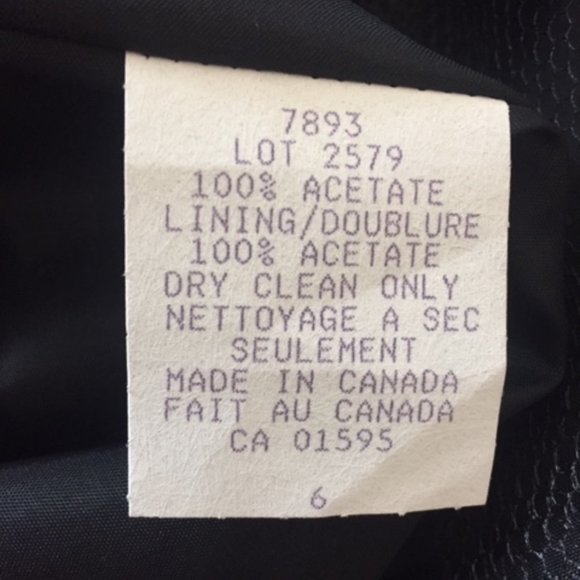 7893
LOT 2579
100% ACETATE
LINING/DOUBLURE
100% ACETATE
DRY CLEAN ONLY
NETTOYAGE A SEC
SEULEMENT
MADE IN CANADA
FAIT AU CANADA
CA 01595
6